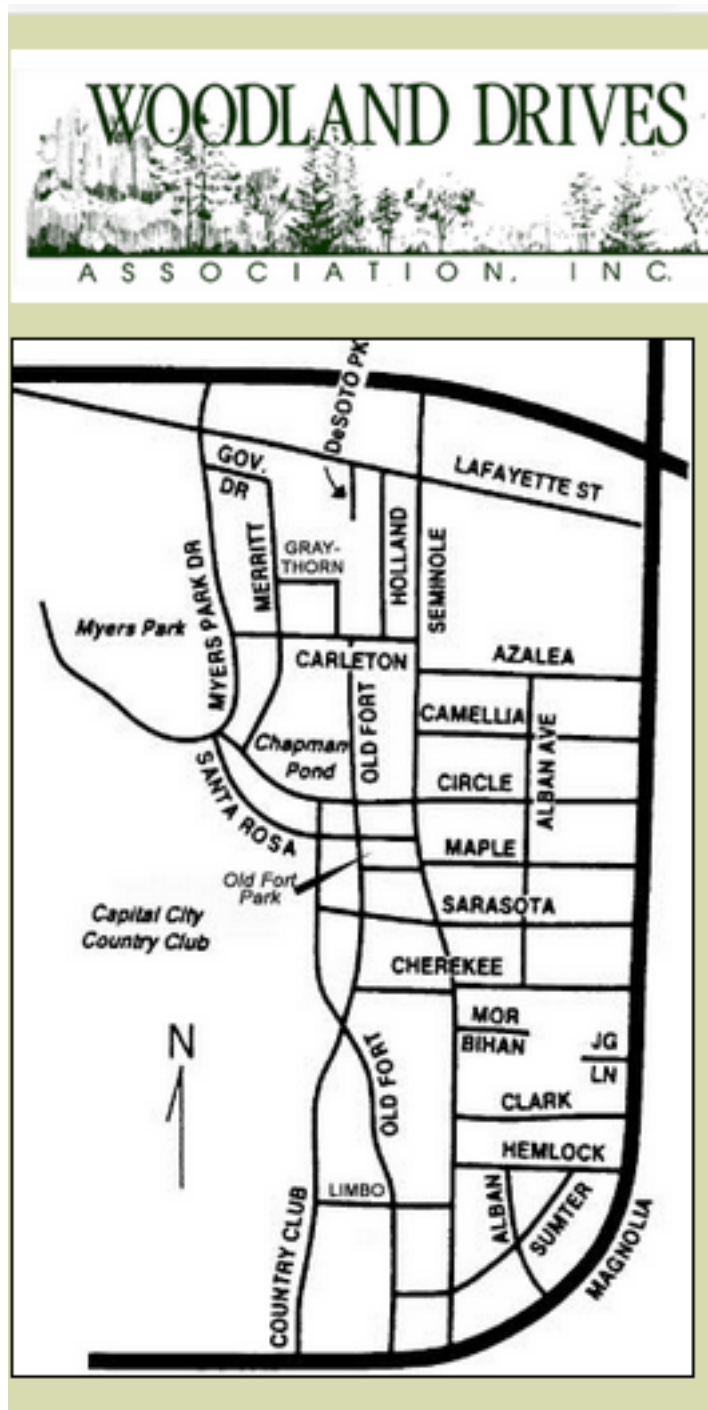 WOODLAND DRIVES
ASSOCIATION, INC.
DeSOTO PK
LAFAYETTE ST
GOV.
DR
MERRITT
GRAY-
THORN
HOLLAND
SEMINOLE
MYERS PARK DR
Myers Park
CARLETON
AZALEA
OLD FORT
CAMELLIA
ALBAN AVE
Chapman
Pond
CIRCLE
SANTA ROSA
MAPLE
Old Fort
Park
SARASOTA
Capital City
Country Club
CHEREKEE
N
MOR
BIHAN
JG
LN
OLD FORT
CLARK
HEMLOCK
LIMBO
ALBAN
SUMTER
MAGNOLIA
COUNTRY CLUB